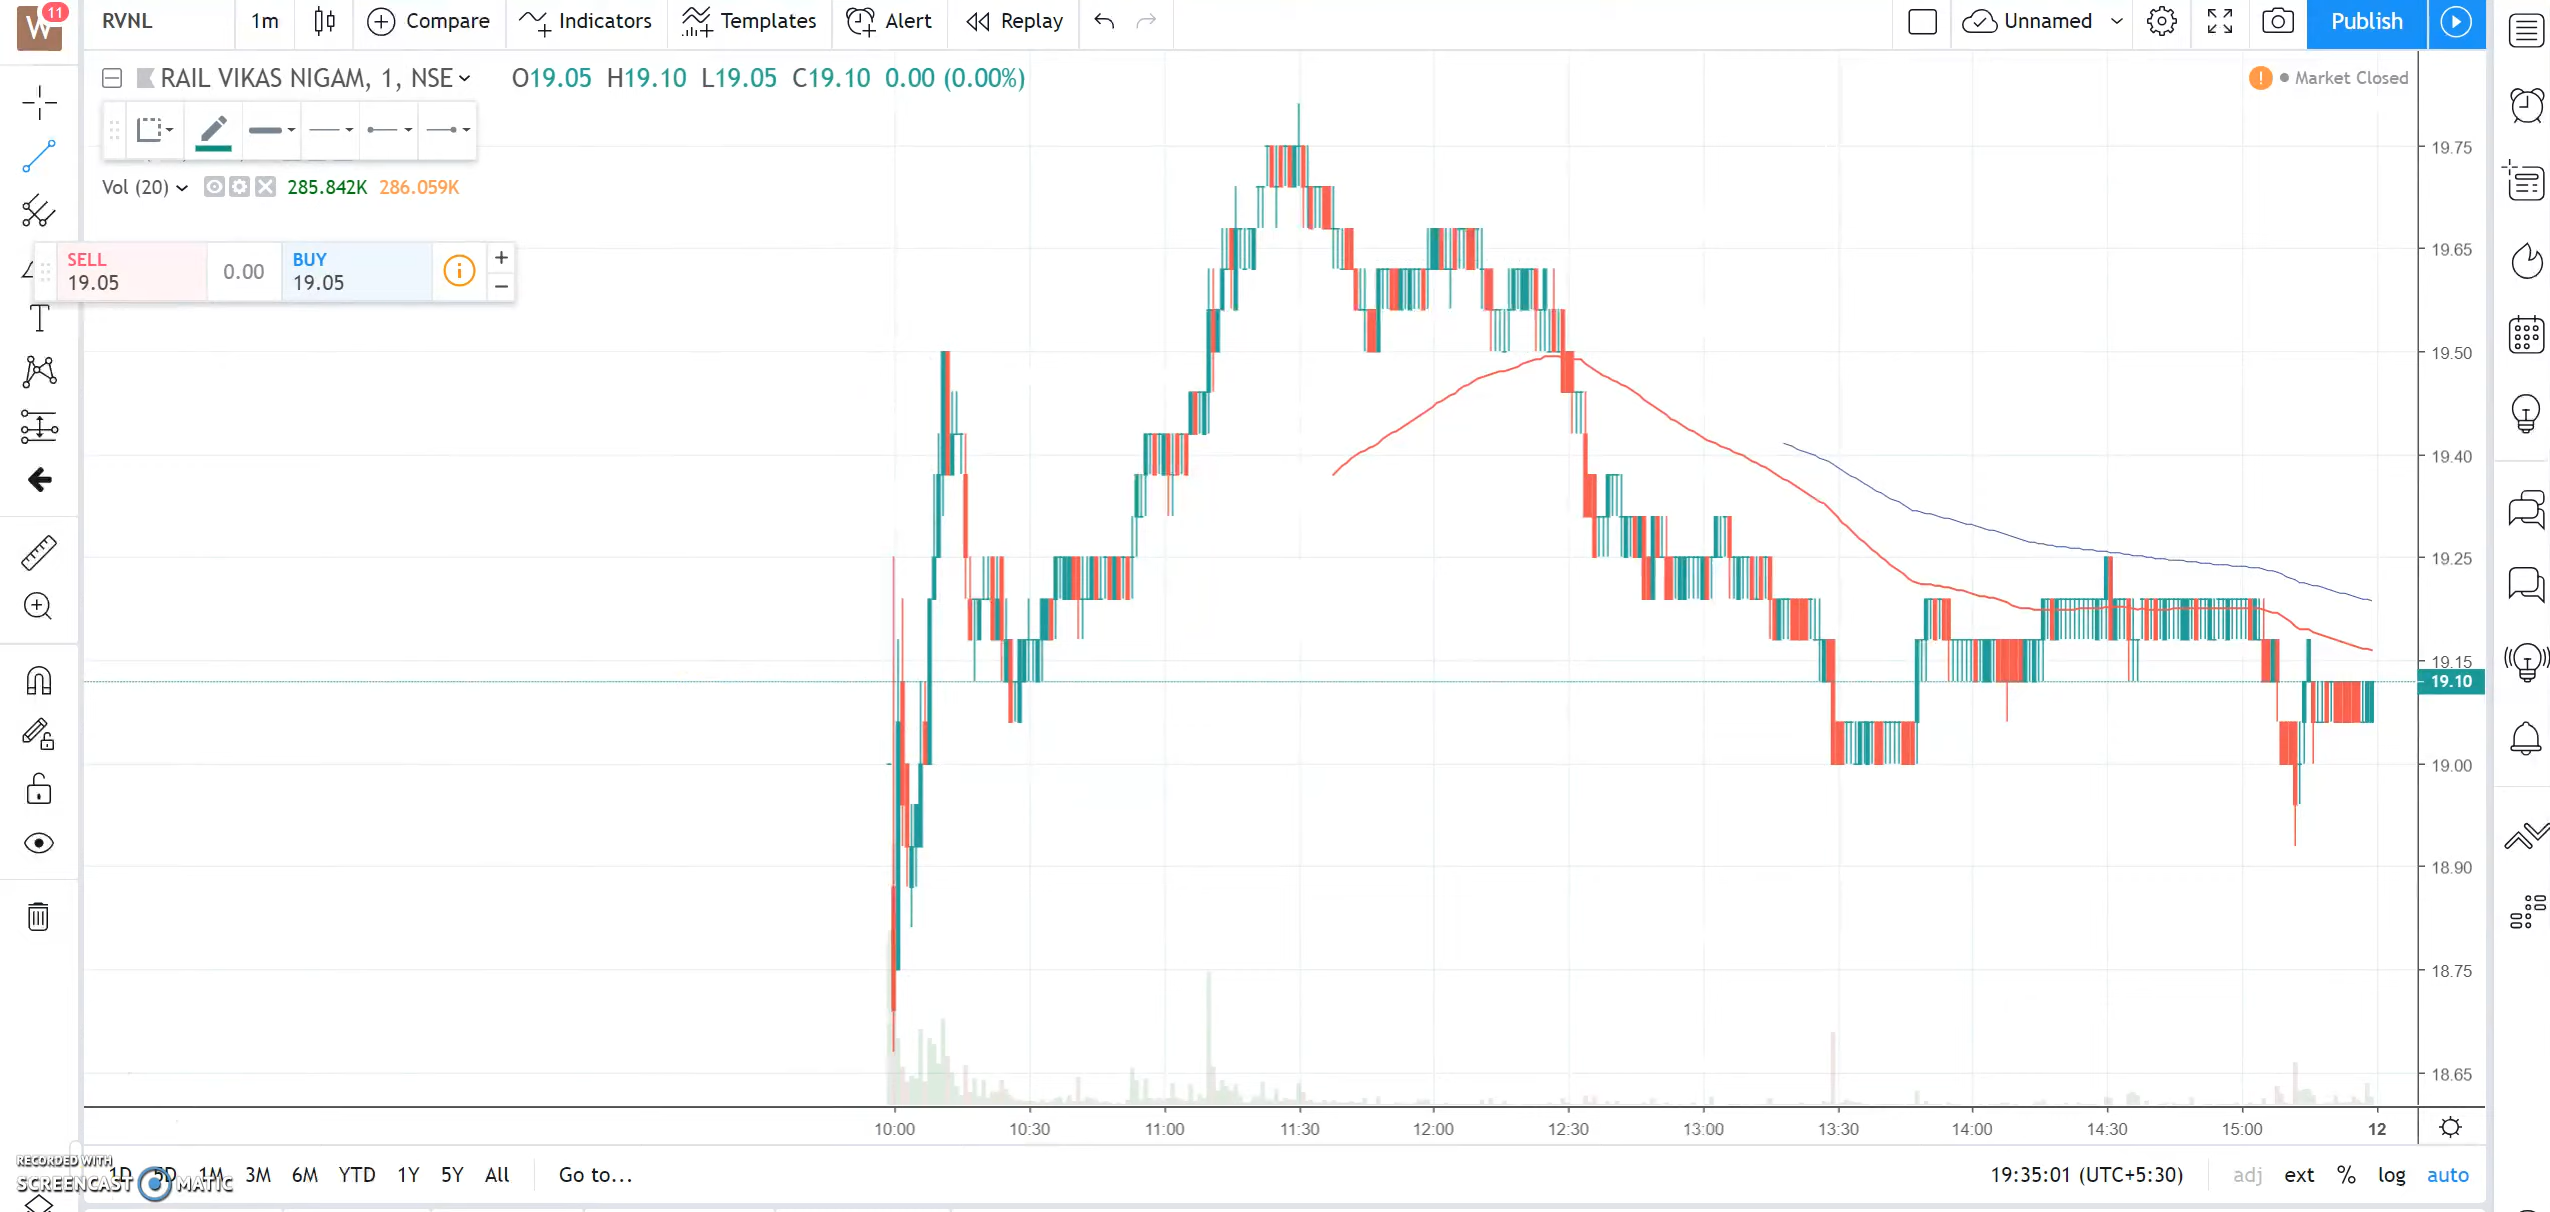 W 11 RVNL 1m Compare Indicators Templates Alert Replay Unnamed Publish
RAIL VIKAS NIGAM, 1, NSE O19.05 H19.10 L19.05 C19.10 0.00 (0.00%) Market Closed
Vol (20) 285.842K 286.059K
SELL
19.05
0.00
BUY
19.05
T
19.75
19.65
19.50
19.40
19.25
19.15
19.10
19.00
18.90
18.75
18.65
10:00 10:30 11:00 11:30 12:00 12:30 13:00 13:30 14:00 14:30 15:00 12
1D 5D 1M 3M 6M YTD 1Y 5Y All Go to... 19:35:01 (UTC+5:30) adj ext % log auto
RECORDED WITH
SCREENCAST MATIC